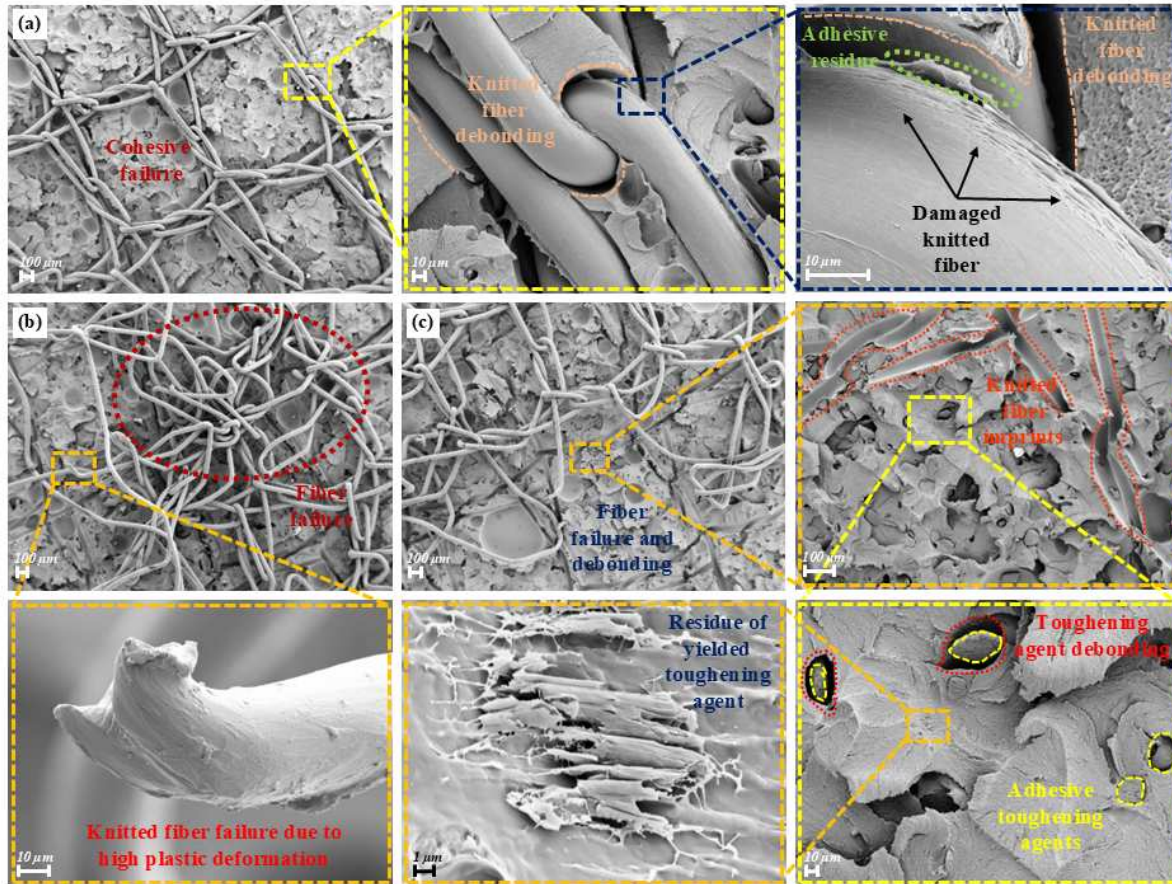 (a)
Cohesive
failure
100 µm
Knitted
fiber
debonding
10 µm
Adhesive
residue
Knitted
fiber
debonding
Damaged
knitted
fiber
10 µm
(b)
Fiber
failure
100 µm
(c)
Fiber
failure and
debonding
100 µm
Knitted
fiber
imprints
100 µm
Knitted fiber failure due to
high plastic deformation
10 µm
Residue of
yielded
toughening
agent
1 µm
Toughening
agent debonding
Adhesive
toughening
agents
10 µm